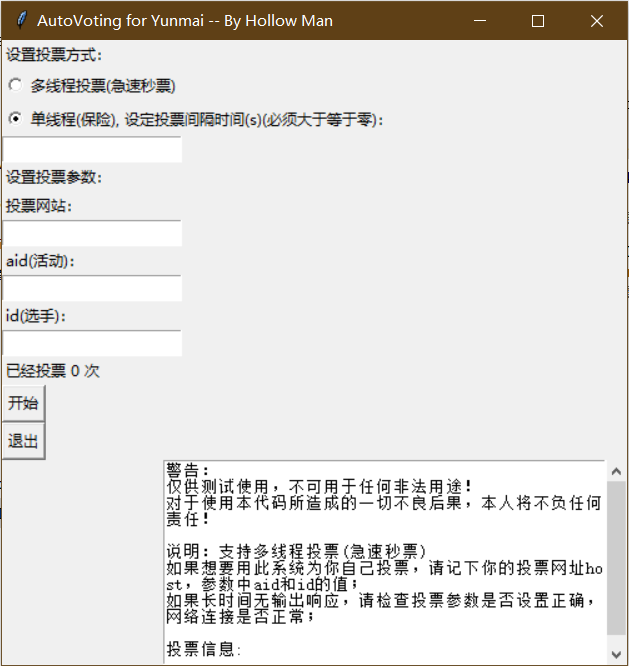 AutoVoting for Yunmai -- By Hollow Man
设置投票方式：
多线程投票(急速秒票)
单线程(保险), 设定投票间隔时间(s)(必须大于等于零)：
设置投票参数：
投票网站：
aid(活动)：
id(选手)：
已经投票 0 次
开始
退出
警告：
仅供测试使用，不可用于任何非法用途！
对于使用本代码所造成的一切不良后果，本人将不负任何
责任！
说明：支持多线程投票(急速秒票)
如果想要用此系统为你自己投票，请记下你的投票网址ho
st，参数中aid和id的值；
如果长时间无输出响应，请检查投票参数是否设置正确，
网络连接是否正常；
投票信息：